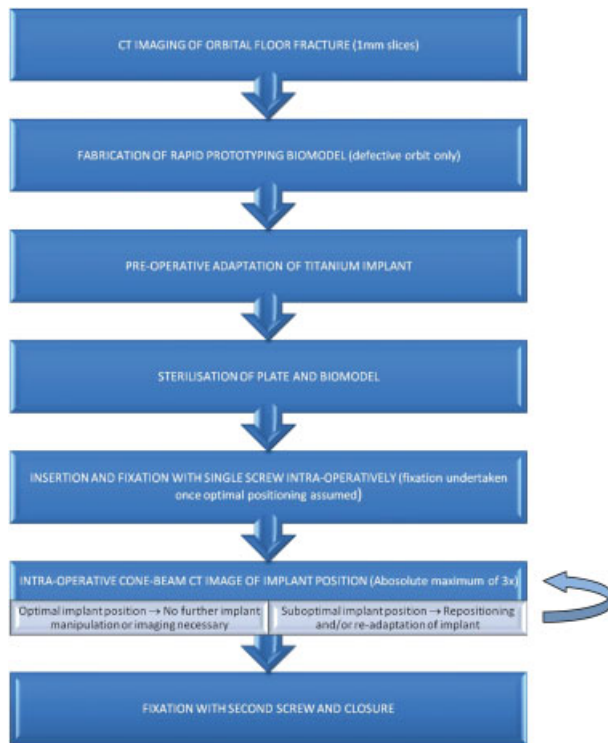 CT IMAGING OF ORBITAL FLOOR FRACTURE (1mm slices)
FABRICATION OF RAPID PROTOTYPING BIOMODEL (defective orbit only)
PRE-OPERATIVE ADAPTATION OF TITANIUM IMPLANT
STERILISATION OF PLATE AND BIOMODEL
INSERTION AND FIXATION WITH SINGLE SCREW INTRA-OPERATIVELY (fixation undertaken
once optimal positioning assumed)
INTRA-OPERATIVE CONE-BEAM CT IMAGE OF IMPLANT POSITION (Abosolute maximum of 3x)
Optimal implant position → No further implant
manipulation or imaging necessary
Suboptimal implant position → Repositioning
and/or re-adaptation of implant
FIXATION WITH SECOND SCREW AND CLOSURE